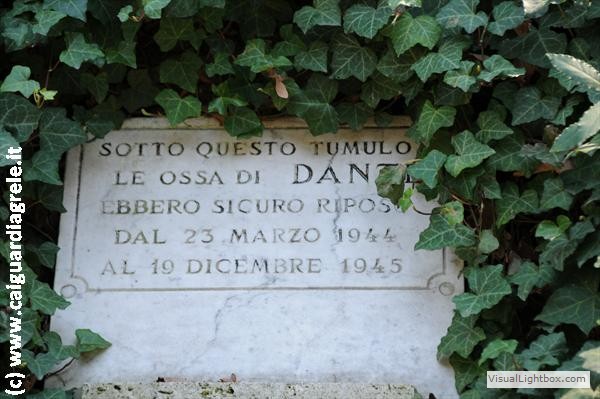 SOTTO QUESTO TUMULO
LE OSSA DI DANTE
EBBERO SICURO RIPOSO
DAL 23 MARZO 1944
AL 19 DICEMBRE 1945
(c) www.caiguardiagrele.it
VisualLightbox.com